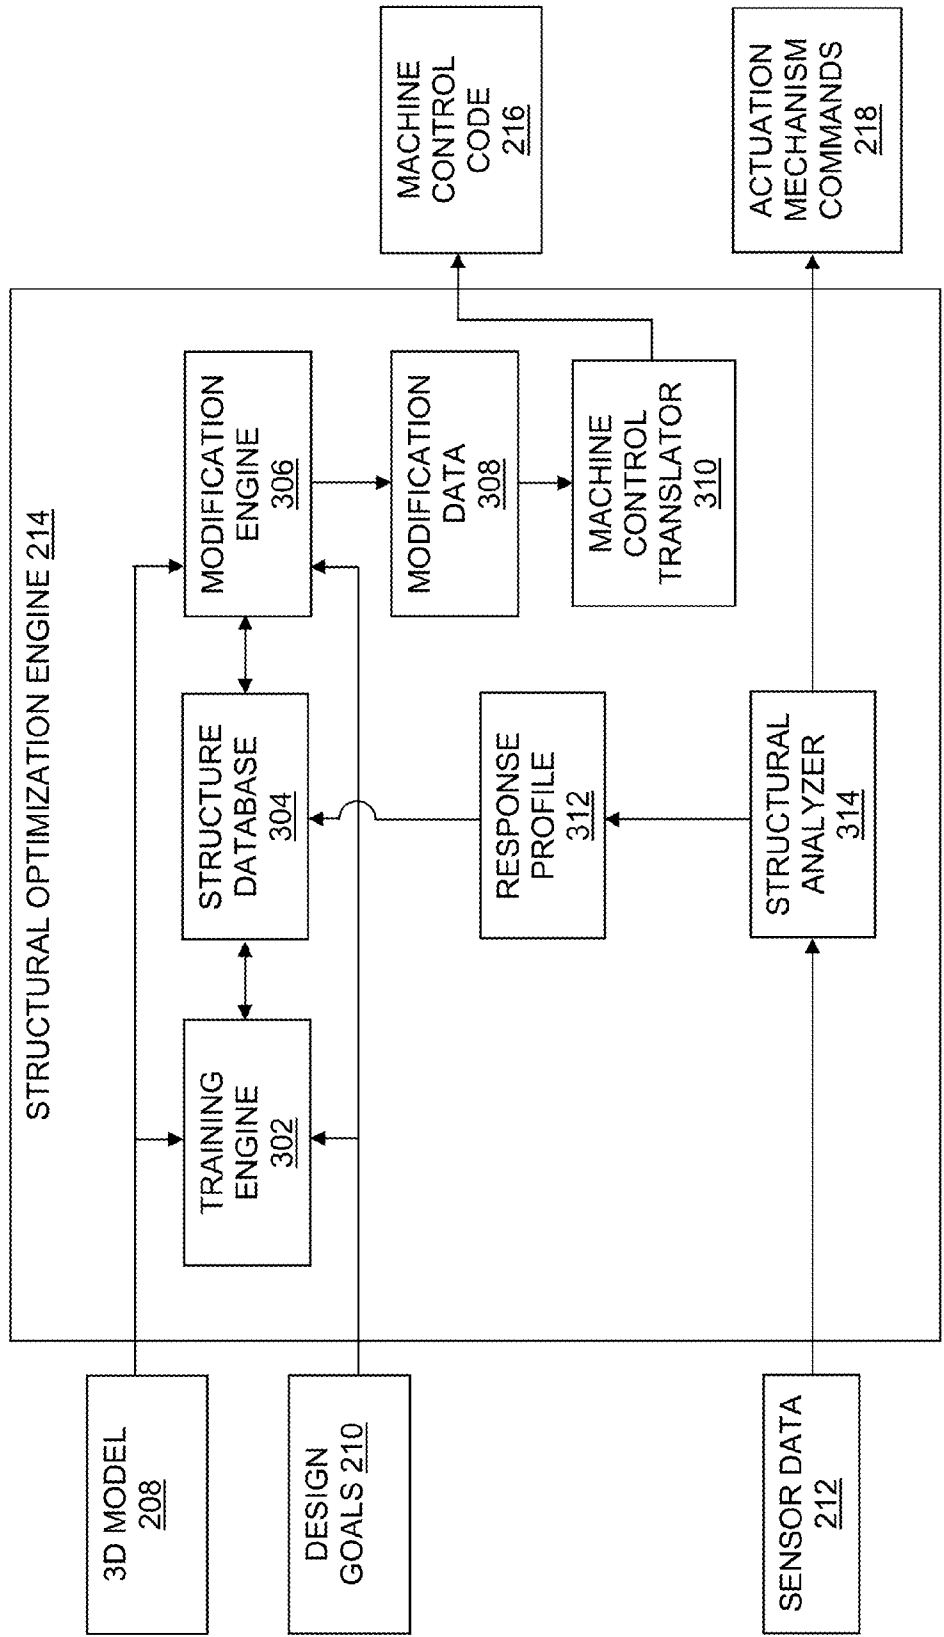 STRUCTURAL OPTIMIZATION ENGINE 214
3D MODEL
208
DESIGN
GOALS 210
SENSOR DATA
212
TRAINING
ENGINE
302
STRUCTURE
DATABASE
304
MODIFICATION
ENGINE
306
MODIFICATION
DATA
308
MACHINE
CONTROL
TRANSLATOR
310
RESPONSE
PROFILE
312
STRUCTURAL
ANALYZER
314
MACHINE
CONTROL
CODE
216
ACTUATION
MECHANISM
COMMANDS
218